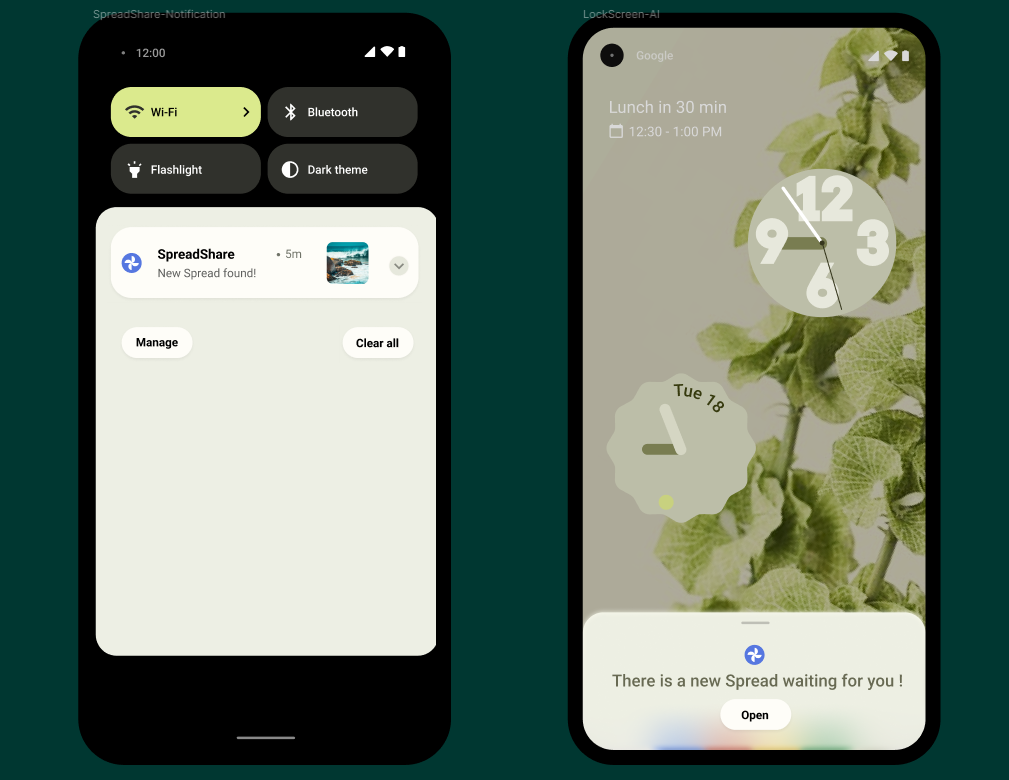 SpreadShare-Notification
12:00
Wi-Fi
Bluetooth
Flashlight
Dark theme
SpreadShare • 5m
New Spread found!
Manage
Clear all
LockScreen-AI
Google
Lunch in 30 min
12:30 - 1:00 PM
12
9
3
6
Tue 18
There is a new Spread waiting for you !
Open